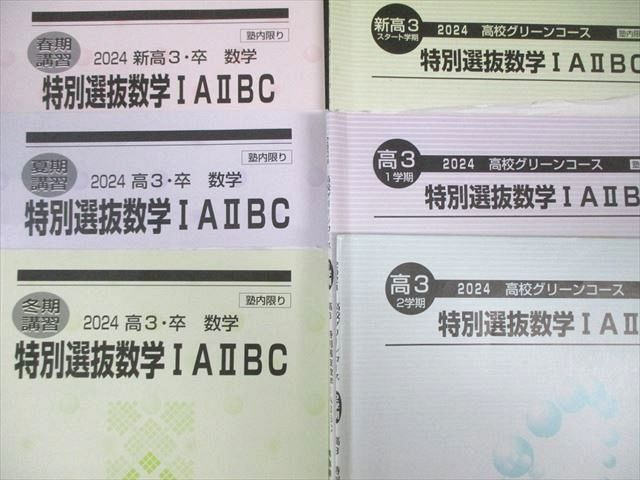 春期
講習
塾内限り
2024 新高3・卒 数学
特別選抜数学ⅠAⅡBC
新高3
スタート学期
2024 高校グリーンコース
特別選抜数学ⅠAⅡBC
夏期
講習
塾内限り
2024 高3・卒 数学
特別選抜数学ⅠAⅡBC
高3
1学期
2024 高校グリーンコース
特別選抜数学ⅠAⅡB
冬期
講習
塾内限り
2024 高3・卒 数学
特別選抜数学ⅠAⅡBC
高3
2学期
2024 高校グリーンコース
特別選抜数学ⅠAⅡ